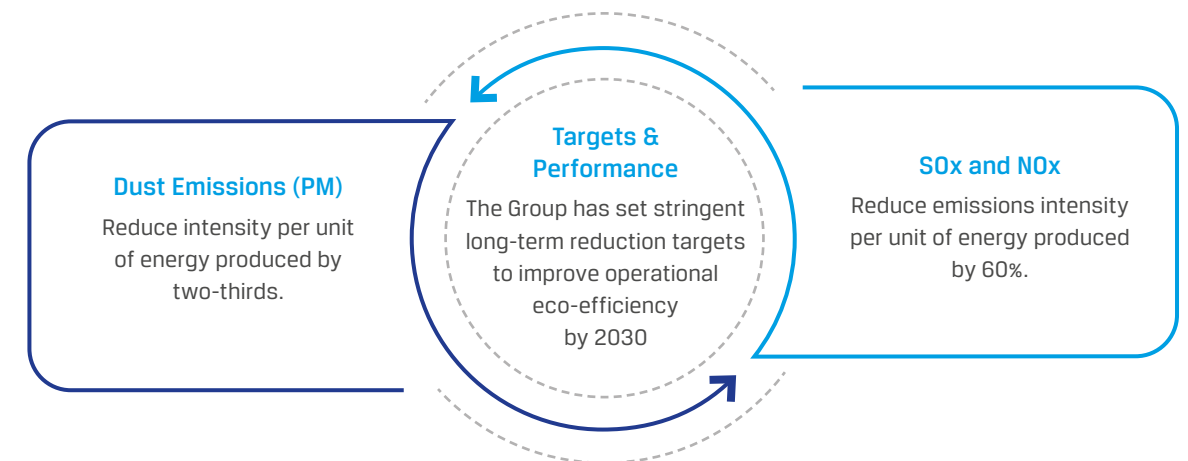 Dust Emissions (PM)
Reduce intensity per unit
of energy produced by
two-thirds.
Targets &
Performance
The Group has set stringent
long-term reduction targets
to improve operational
eco-efficiency
by 2030
SOx and NOx
Reduce emissions intensity
per unit of energy produced
by 60%.